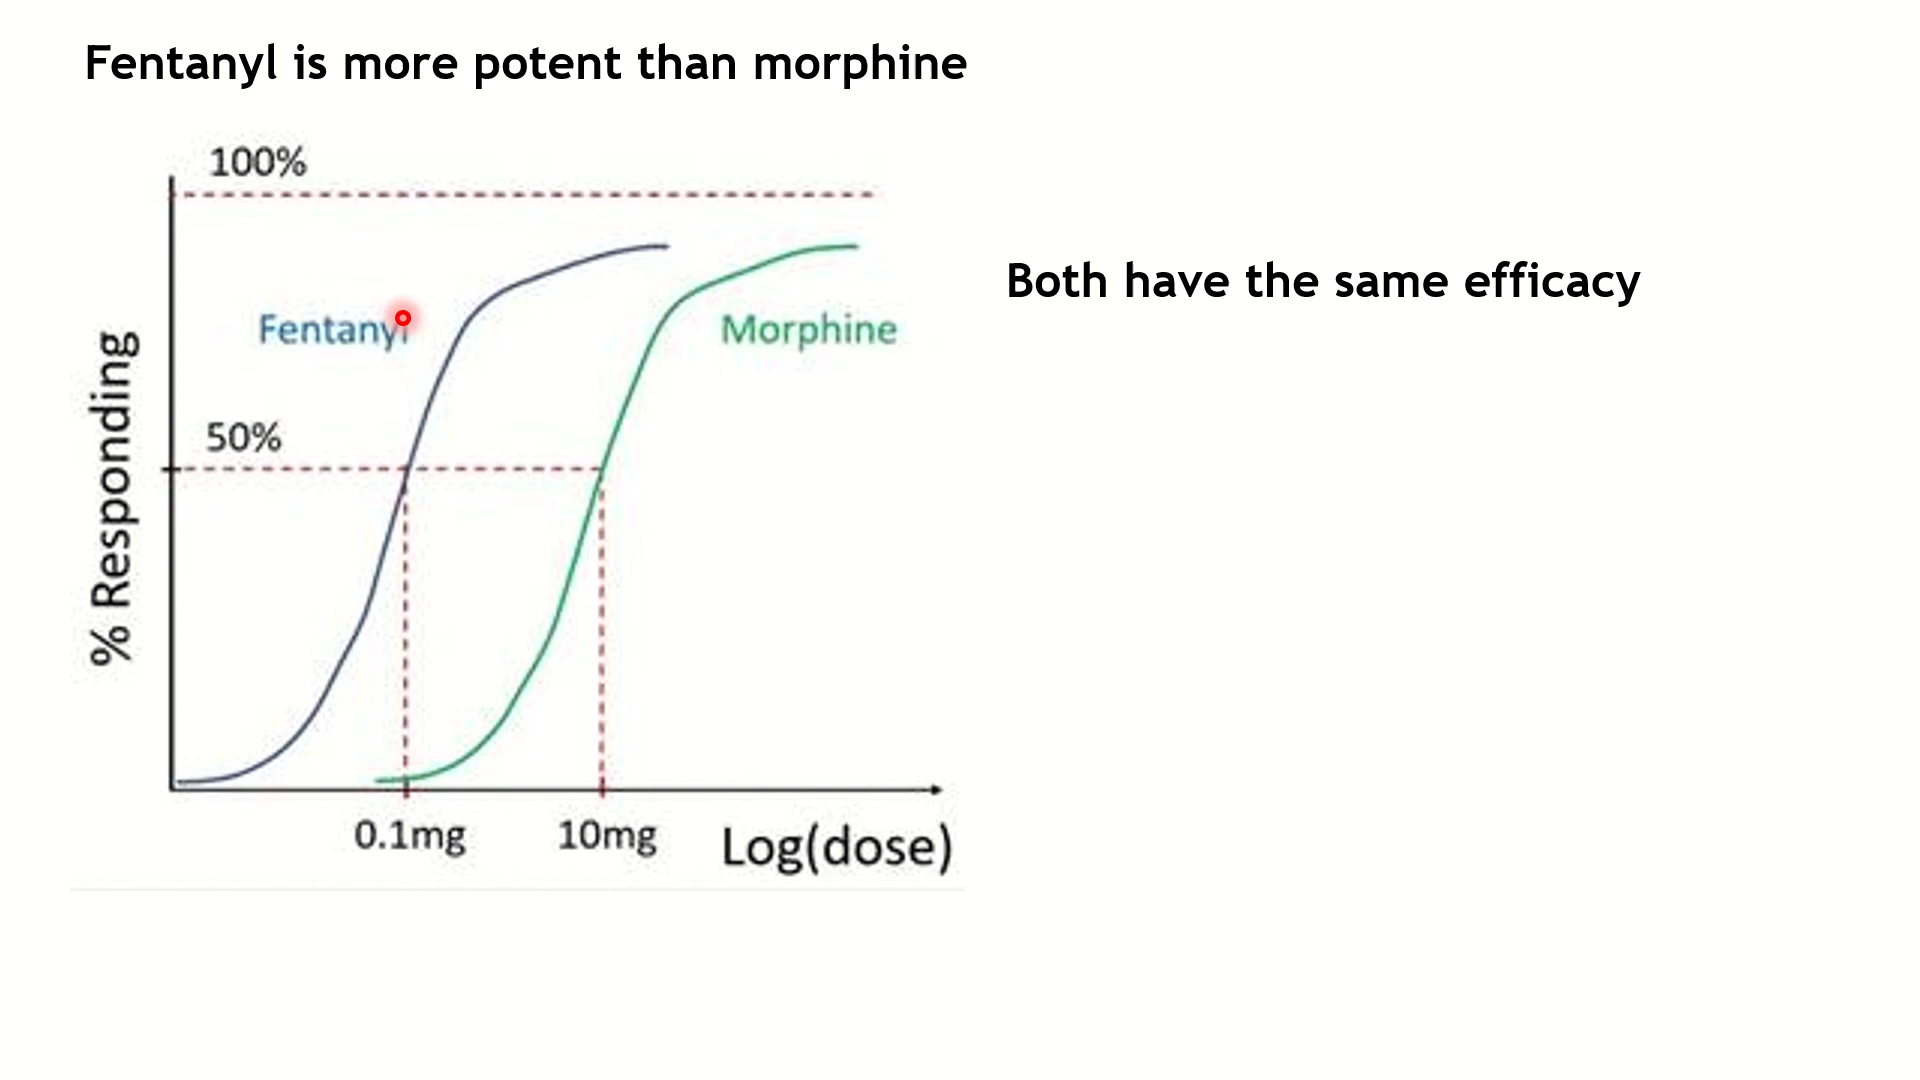 Fentanyl is more potent than morphine
100%
Fentanyl
Morphine
Both have the same efficacy
50%
% Responding
0.1mg
10mg
Log(dose)